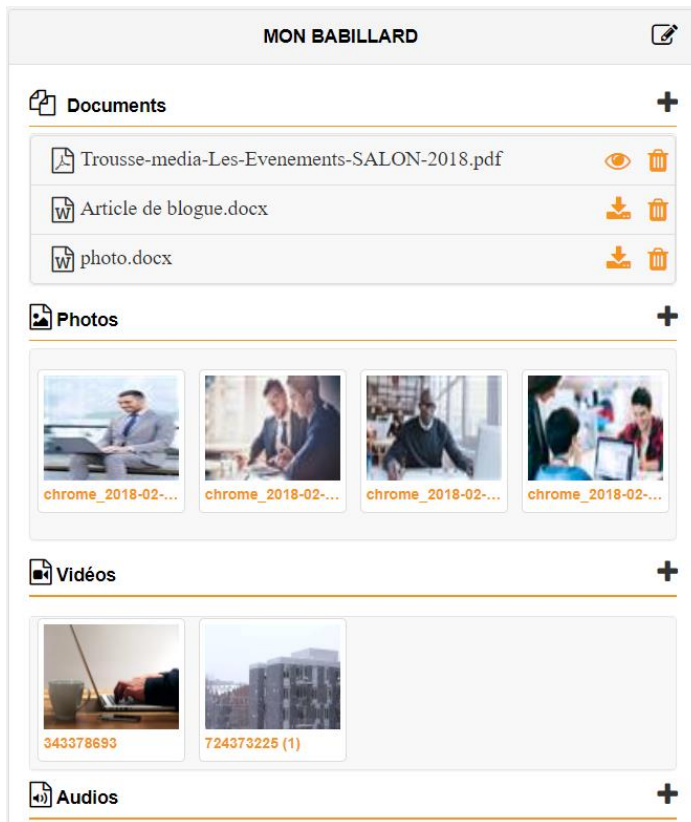 MON BABILLARD
Documents
Trousse-media-Les-Evenements-SALON-2018.pdf
Article de blogue.docx
photo.docx
Photos
chrome_2018-02-... chrome_2018-02-... chrome_2018-02-... chrome_2018-02-...
Vidéos
343378693 724373225 (1)
Audios